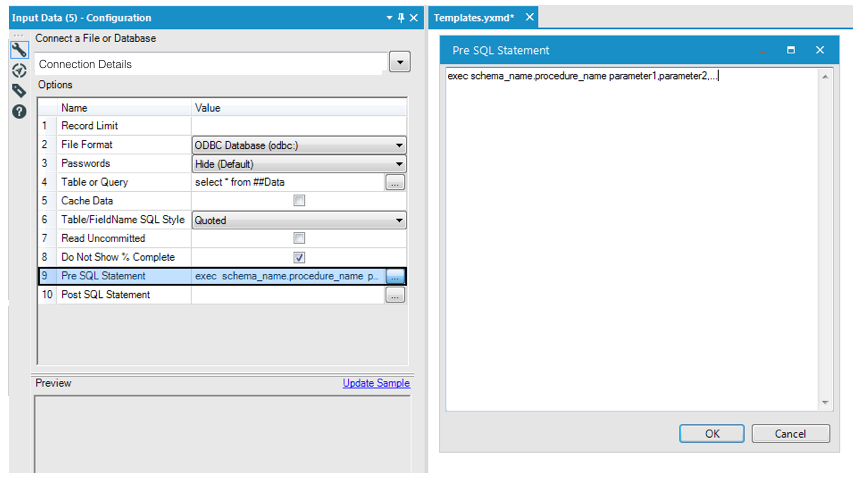 Input Data (5) - Configuration
Connect a File or Database
Connection Details
Options
Name Value
1 Record Limit
2 File Format ODBC Database (odbc:)
3 Passwords Hide (Default)
4 Table or Query select * from ##Data ...
5 Cache Data
6 Table/FieldName SQL Style Quoted
7 Read Uncommitted
8 Do Not Show % Complete
9 Pre SQL Statement exec schema_name.procedure_name p... ...
10 Post SQL Statement ...
Preview Update Sample
Templates.yxmd*
Pre SQL Statement
exec schema_name.procedure_name parameter1,parameter2,...
OK Cancel